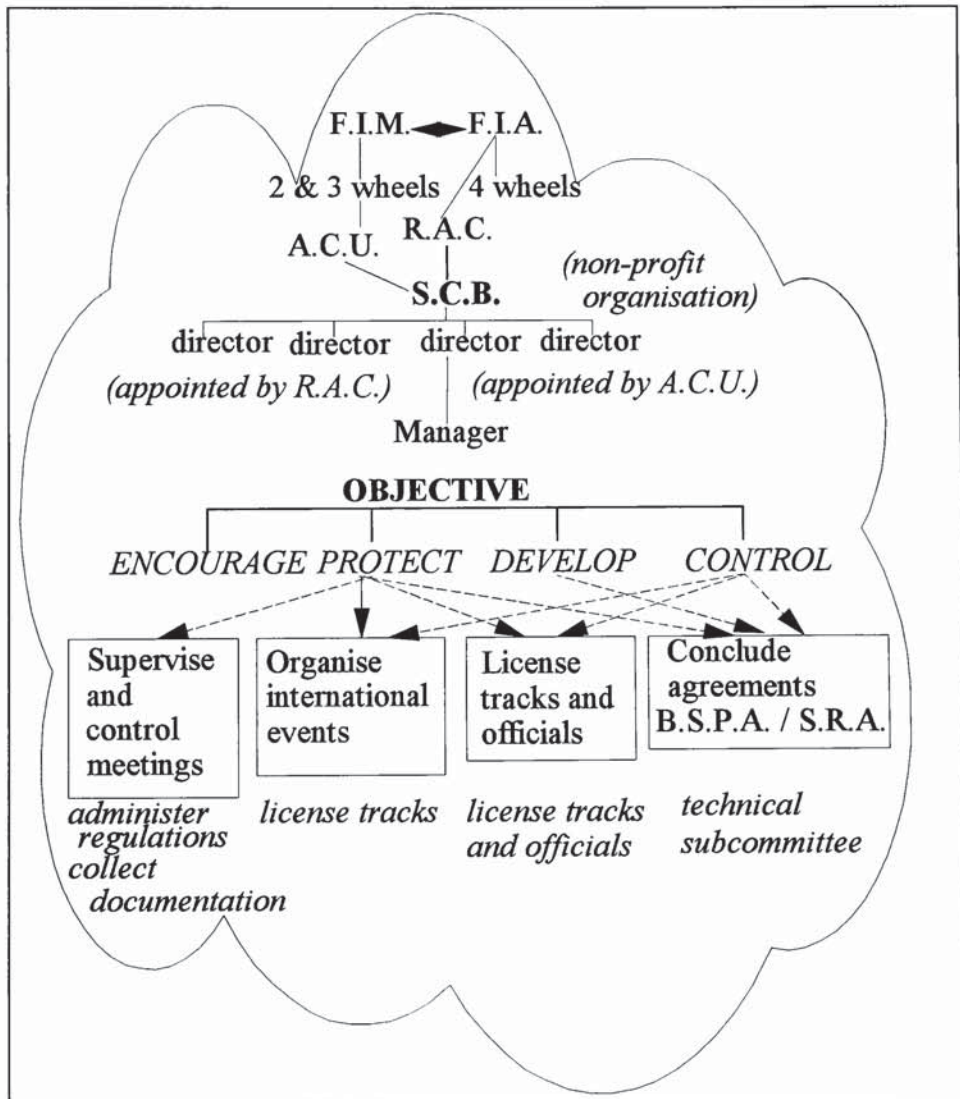 F.I.M. F.I.A.
2 & 3 wheels 4 wheels
A.C.U. R.A.C.
(non-profit
organisation)
S.C.B.
director director director director
(appointed by R.A.C.) (appointed by A.C.U.)
Manager
OBJECTIVE
ENCOURAGE PROTECT DEVELOP CONTROL
Supervise
and
control
meetings
Organise
international
events
License
tracks and
officials
Conclude
agreements
B.S.P.A. / S.R.A.
administer
regulations
collect
documentation
license tracks
license tracks
and officials
technical
subcommittee